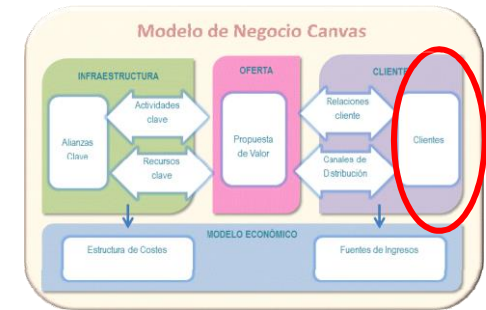 Modelo de Negocio Canvas
INFRAESTRUCTURA
OFERTA
CLIENTE
Actividades
clave
Relaciones
cliente
Alianzas
Clave
Propuesta
de Valor
Clientes
Recursos
clave
Canales de
Distribución
MODELO ECONÓMICO
Estructura de Costes
Fuentes de Ingresos